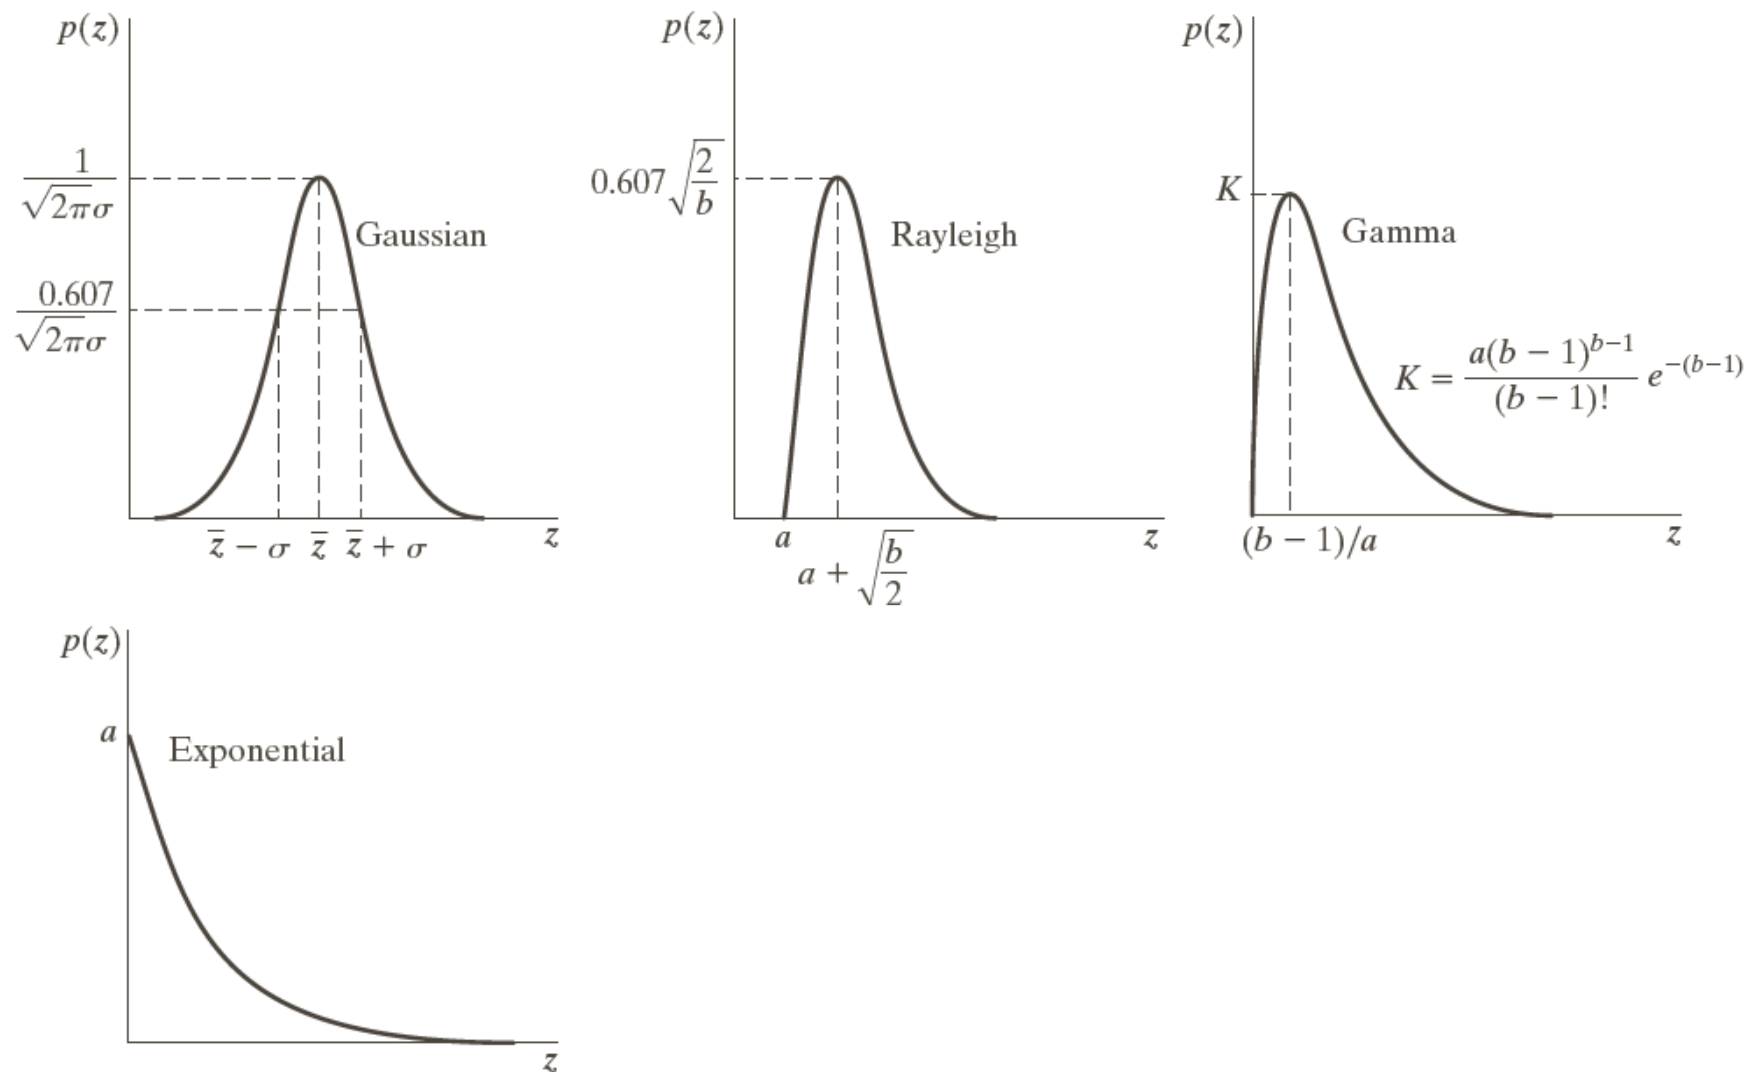 p(z)
1/√2πσ
Gaussian
0.607/√2πσ
z̄ − σ z̄ z̄ + σ z
p(z)
0.607√(2/b)
Rayleigh
a z
a + √(b/2)
p(z)
K
Gamma
K = a(b − 1)^{b−1}/(b − 1)! e^{−(b−1)}
(b − 1)/a z
p(z)
a
Exponential
z